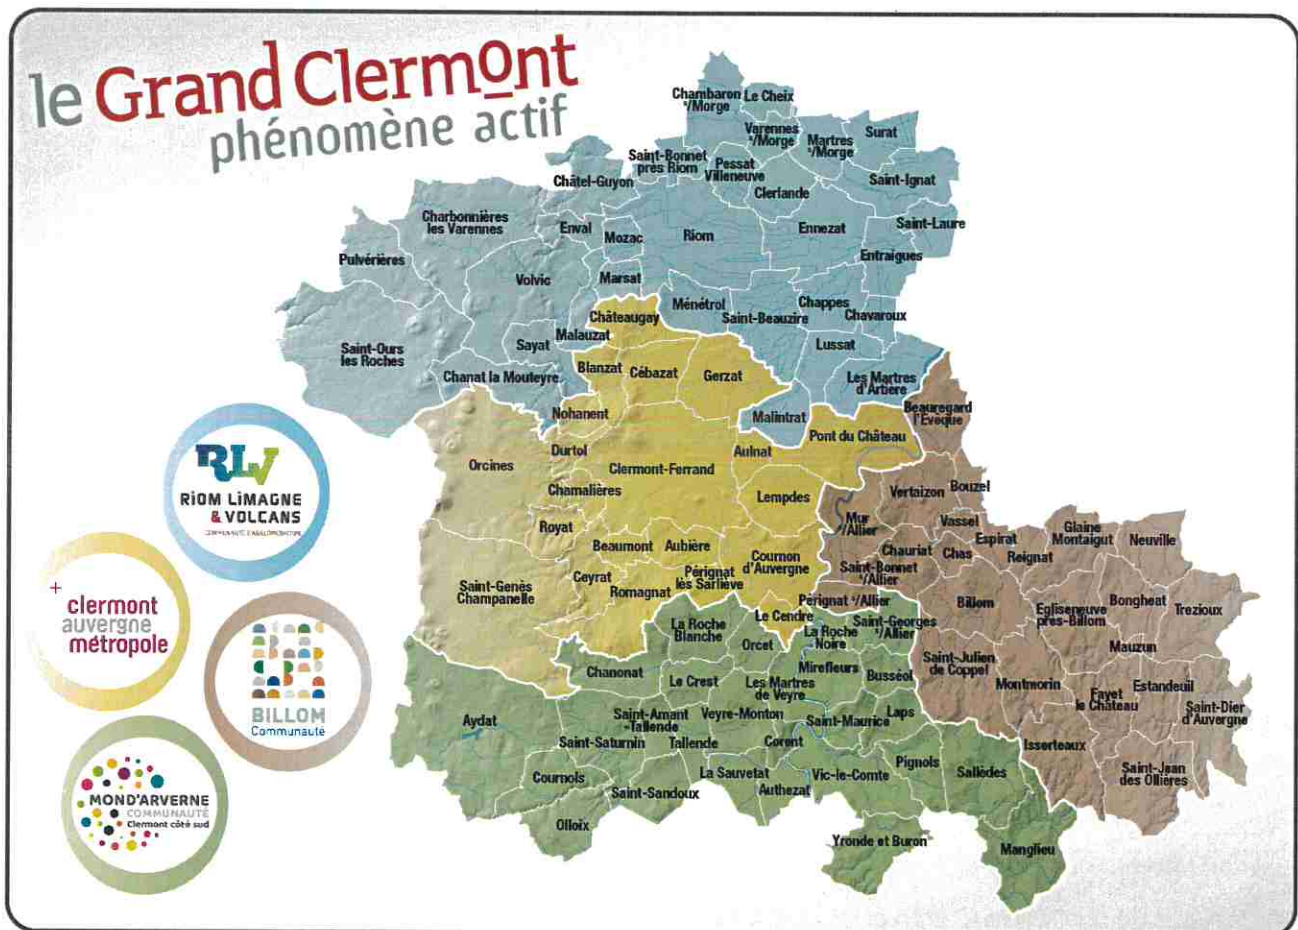 le Grand Clermont
phénomène actif
Chambaron
s/Morge
Le Cheix
Varennes
s/Morge
Martres
s/Morge
Surat
Saint-Bonnet
près Riom
Pessat
Villeneuve
Châtel-Guyon
Clerlande
Saint-Ignat
Charbonnières
les Varennes
Enval
Mozac
Riom
Ennezat
Saint-Laure
Entraigues
Pulvérières
Volvic
Marsat
Ménétrol
Saint-Beauzire
Chappes
Chavaroux
Châteaugay
Malauzat
Sayat
Saint-Ours
les Roches
Lussat
Chanat la Mouteyre
Blanzat
Cébazat
Gerzat
Les Martres
d'Artière
Nohanent
Malintrat
Beauregard
l'Evèque
Pont du Château
Orcines
Durtol
Clermont-Ferrand
Aulnat
Chamalières
Lempdes
Vertaizon
Bouzel
Royat
Mur
s/Allier
Vassel
Espirat
Glaine
Montaigut
Neuville
Beaumont
Aubière
Cournon
d'Auvergne
Chauriat
Chas
Reignat
Saint-Bonnet
s/Allier
Saint-Genès
Champanelle
Ceyrat
Romagnat
Pérignat
lès Sarliève
Pérignat s/Allier
Billom
Egliseneuve
près-Billom
Bongheat
Trezioux
Le Cendre
La Roche
Blanche
La Roche
Noire
Saint-Georges
s/Allier
Orcet
Mauzun
Chanonat
Le Crest
Les Martres
de Veyre
Mirefleurs
Busséol
Saint-Julien
de Coppel
Montmorin
Fayet
le Château
Estandeuil
Saint-Dier
d'Auvergne
Aydat
Saint-Amant
-Tallende
Veyre-Monton
Saint-Maurice
Laps
Saint-Saturnin
Tallende
Corent
Isserteaux
Cournols
Saint-Sandoux
La Sauvetat
Authezat
Vic-le-Comte
Pignols
Sallèdes
Saint-Jean
des Ollières
Olloix
Yronde et Buron
Manglieu
RLV
RIOM LIMAGNE
& VOLCANS
COMMUNAUTÉ D'AGGLOMÉRATION
+
clermont
auvergne
métropole
BILLOM
Communauté
MOND'ARVERNE
COMMUNAUTÉ
Clermont côté sud